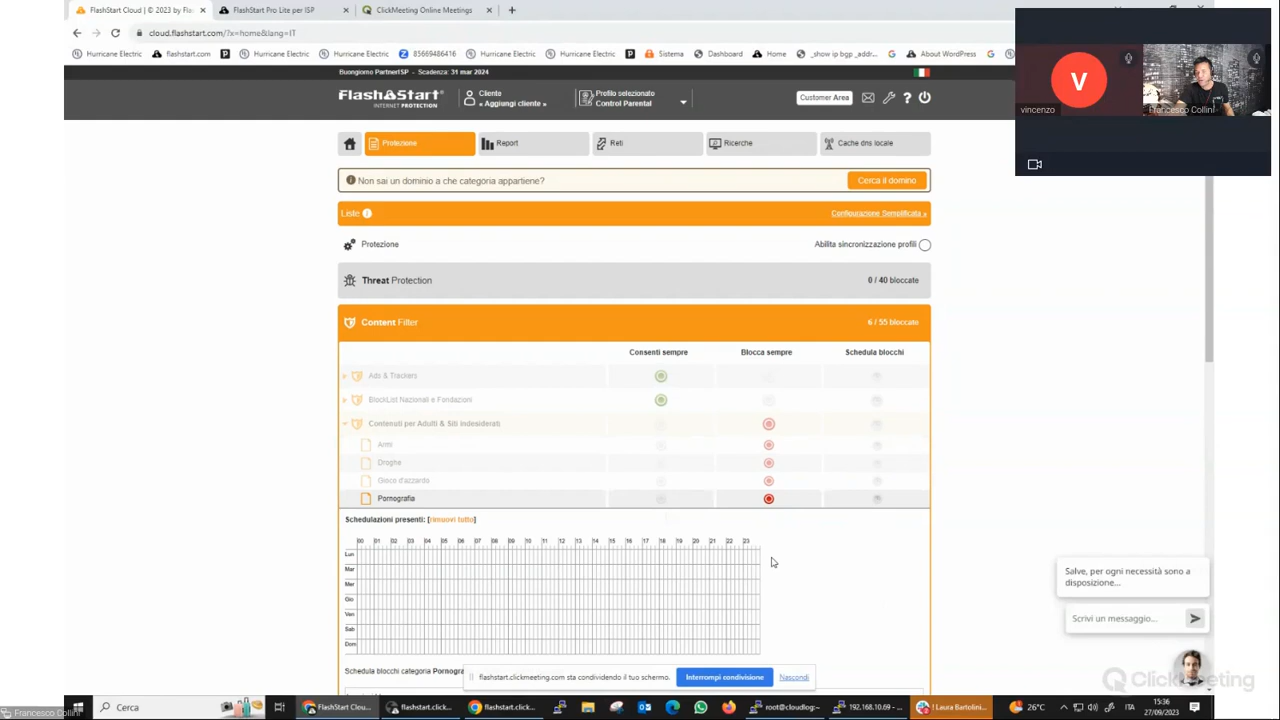 FlashStart Cloud | © 2023 by Flas
FlashStart Pro Lite per ISP
ClickMeeting Online Meetings
cloud.flashstart.com/?x=home&lang=IT
Hurricane Electric
flashstart.com
Hurricane Electric
Hurricane Electric
85669486416
Hurricane Electric
Hurricane Electric
Sistema
Dashboard
Home
_show ip bgp _addr...
About WordPress
Buongiorno PartnerISP - Scadenza: 31 mar 2024
FlashStart
INTERNET PROTECTION
Cliente
« Aggiungi cliente »
Profilo selezionato
Control Parental
Customer Area
Protezione
Report
Reti
Ricerche
Cache dns locale
Non sai un dominio a che categoria appartiene?
Cerca il domino
Liste
Configurazione Semplificata »
Protezione
Abilita sincronizzazione profili
Threat Protection
0 / 40 bloccate
Content Filter
6 / 55 bloccate
Consenti sempre
Blocca sempre
Schedula blocchi
Ads & Trackers
BlockList Nazionali e Fondazioni
Contenuti per Adulti & Siti indesiderati
Armi
Droghe
Gioco d'azzardo
Pornografia
Schedulazioni presenti: [rimuovi tutto]
00 01 02 03 04 05 06 07 08 09 10 11 12 13 14 15 16 17 18 19 20 21 22 23
Lun
Mar
Mer
Gio
Ven
Sab
Dom
Schedula blocchi categoria Pornogra
flashstart.clickmeeting.com sta condividendo il tuo schermo.
Interrompi condivisione
Nascondi
V
vincenzo
Francesco Collini
Salve, per ogni necessità sono a
disposizione...
Scrivi un messaggio...
ClickMeeting
Francesco Collini
Cerca
FlashStart Cloud...
flashstart.click...
flashstart.click...
root@cloudlog:~
192.168.10.69 - ...
! Laura Bartolini...
26°C
ITA
15:36
27/09/2023